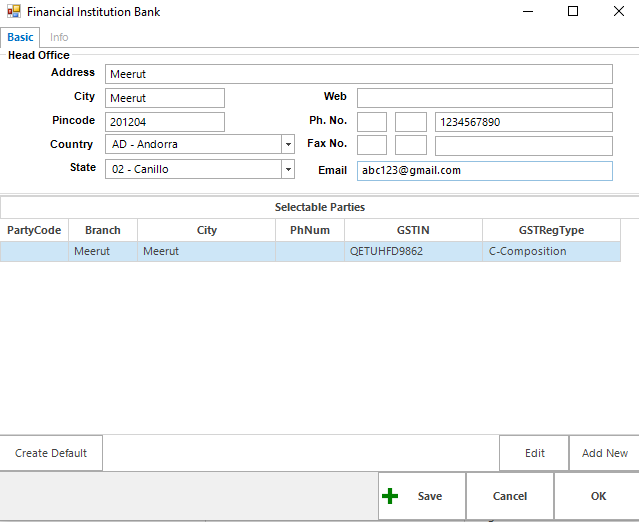 Financial Institution Bank
Basic Info
Head Office
Address Meerut
City Meerut Web
Pincode 201204 Ph. No. 1234567890
Country AD - Andorra Fax No.
State 02 - Canillo Email abc123@gmail.com
Selectable Parties
PartyCode Branch City PhNum GSTIN GSTRegType
Meerut Meerut QETUHFD9862 C-Composition
Create Default Edit Add New
Save Cancel OK